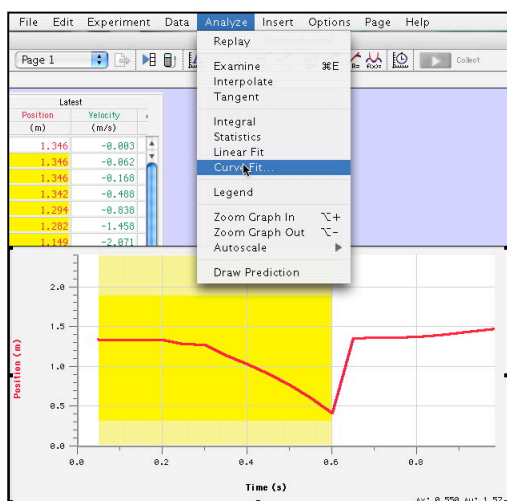 File Edit Experiment Data Analyze Insert Options Page Help
Page 1
Collect
Replay
Examine ⌘E
Interpolate
Tangent
Integral
Statistics
Linear Fit
Curve Fit...
Legend
Zoom Graph In ⌥+
Zoom Graph Out ⌥-
Autoscale
Draw Prediction
Latest
Position Velocity
(m) (m/s)
1.346 -0.003
1.346 -0.062
1.346 -0.168
1.342 -0.488
1.294 -0.838
1.282 -1.458
1.149 -2.071
Position (m)
2.0
1.5
1.0
0.5
0.0
0.0 0.2 0.4 0.6 0.8
Time (s)